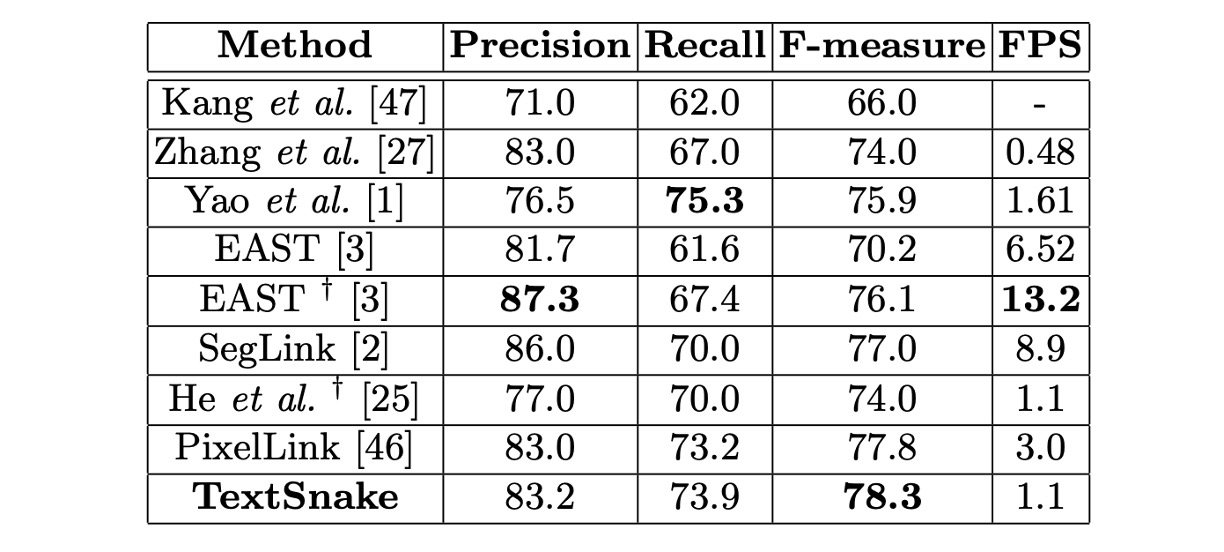 Method Precision Recall F-measure FPS
Kang et al. [47] 71.0 62.0 66.0 -
Zhang et al. [27] 83.0 67.0 74.0 0.48
Yao et al. [1] 76.5 75.3 75.9 1.61
EAST [3] 81.7 61.6 70.2 6.52
EAST † [3] 87.3 67.4 76.1 13.2
SegLink [2] 86.0 70.0 77.0 8.9
He et al. † [25] 77.0 70.0 74.0 1.1
PixelLink [46] 83.0 73.2 77.8 3.0
TextSnake 83.2 73.9 78.3 1.1